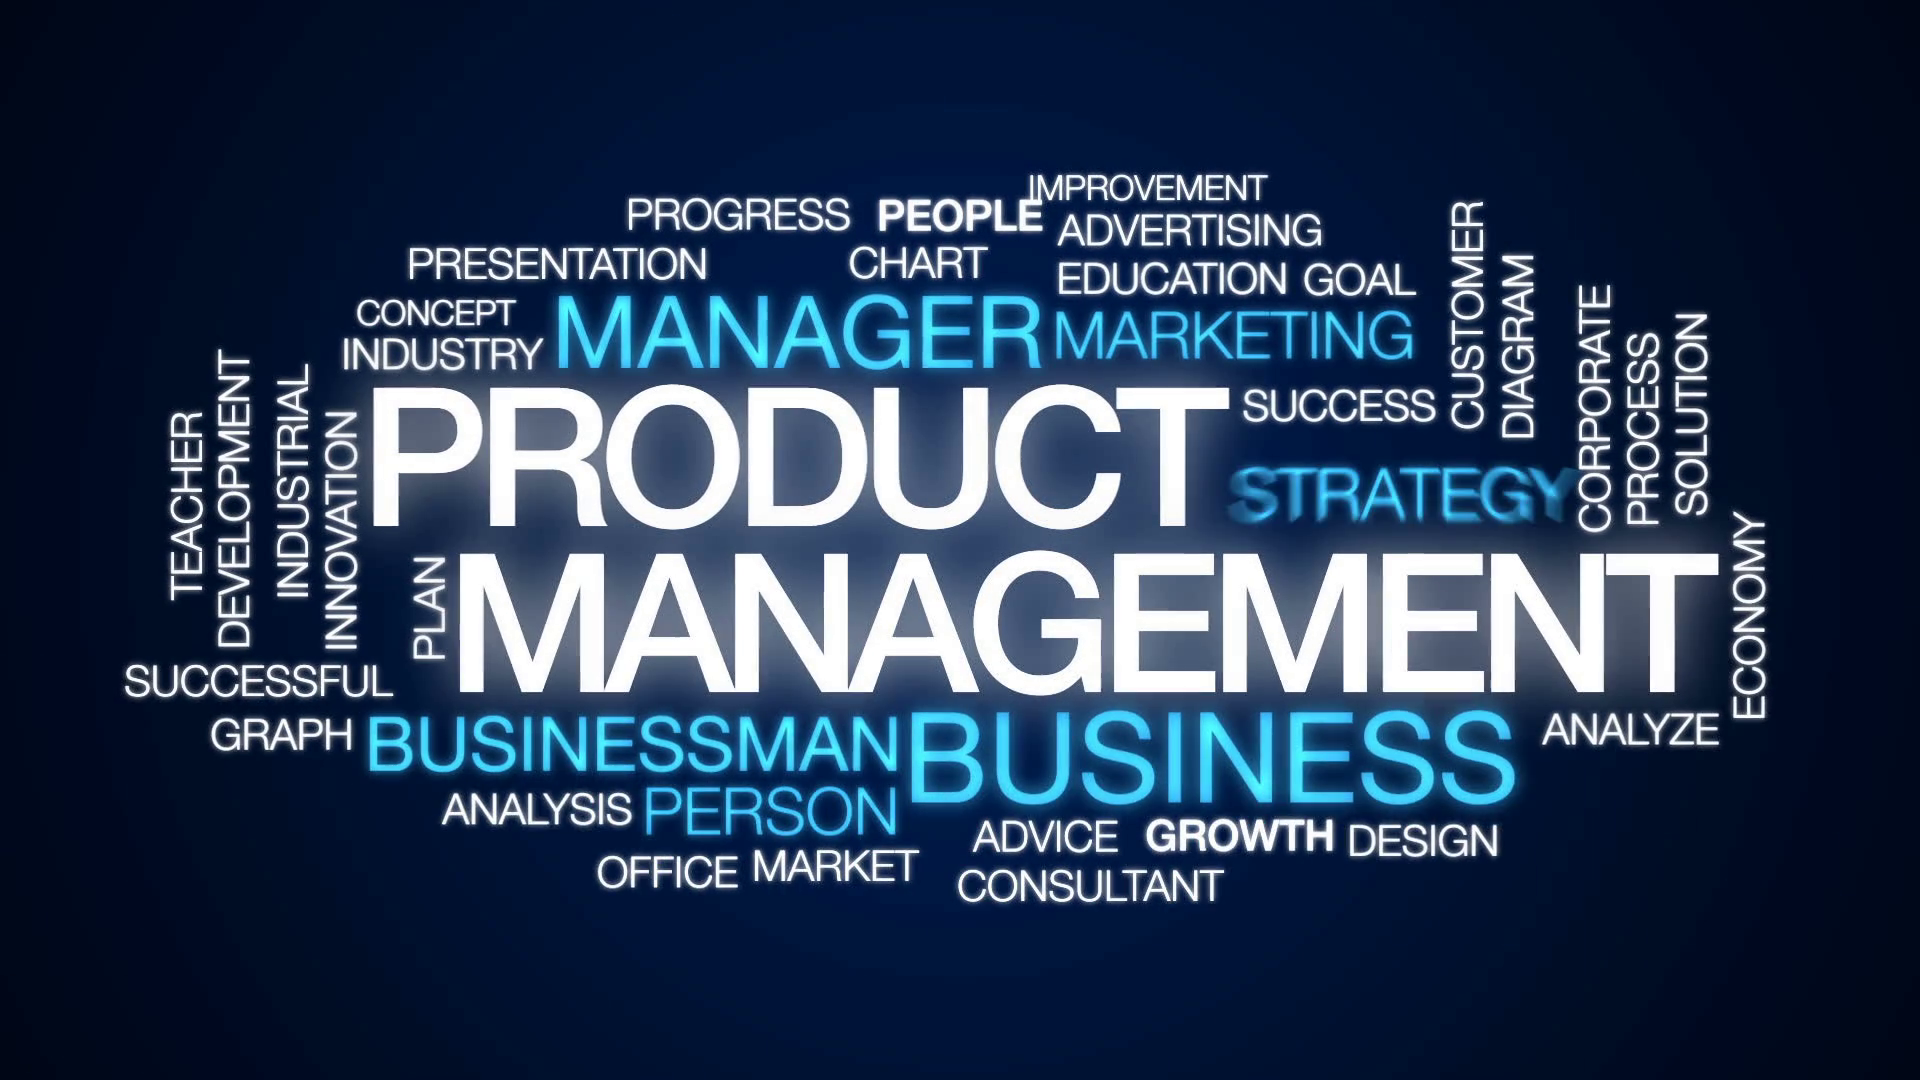 IMPROVEMENT
PROGRESS PEOPLE ADVERTISING
PRESENTATION CHART EDUCATION GOAL
CONCEPT MANAGER MARKETING
INDUSTRY
CUSTOMER
DIAGRAM
CORPORATE
PROCESS
SOLUTION
TEACHER
DEVELOPMENT
INDUSTRIAL
INNOVATION
PRODUCT SUCCESS
STRATEGY
PLAN
MANAGEMENT
ECONOMY
SUCCESSFUL
GRAPH BUSINESSMAN BUSINESS ANALYZE
ANALYSIS PERSON
ADVICE GROWTH DESIGN
OFFICE MARKET
CONSULTANT